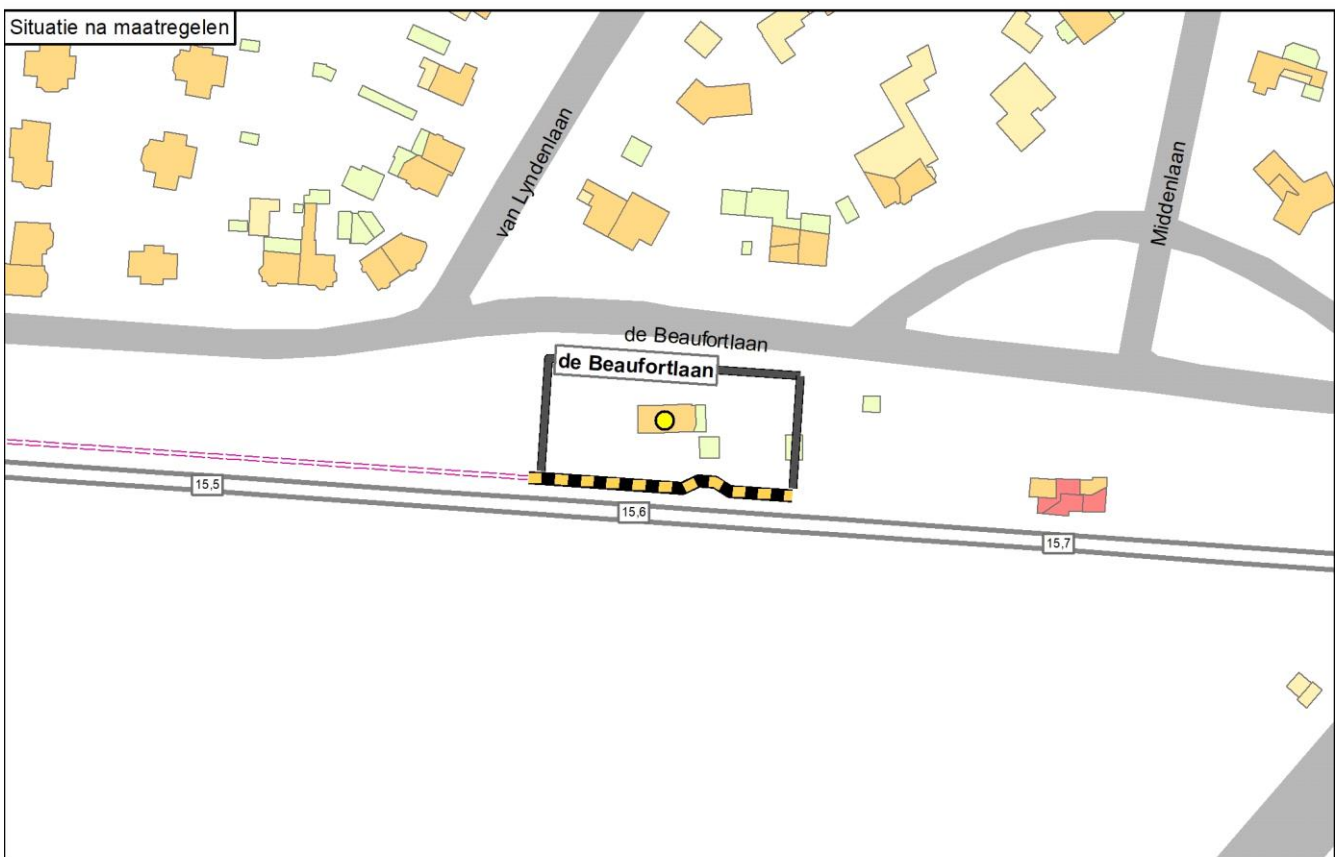 Situatie na maatregelen
van Lyndenlaan
Middenlaan
de Beaufortlaan
de Beaufortlaan
15,5
15,6
15,7